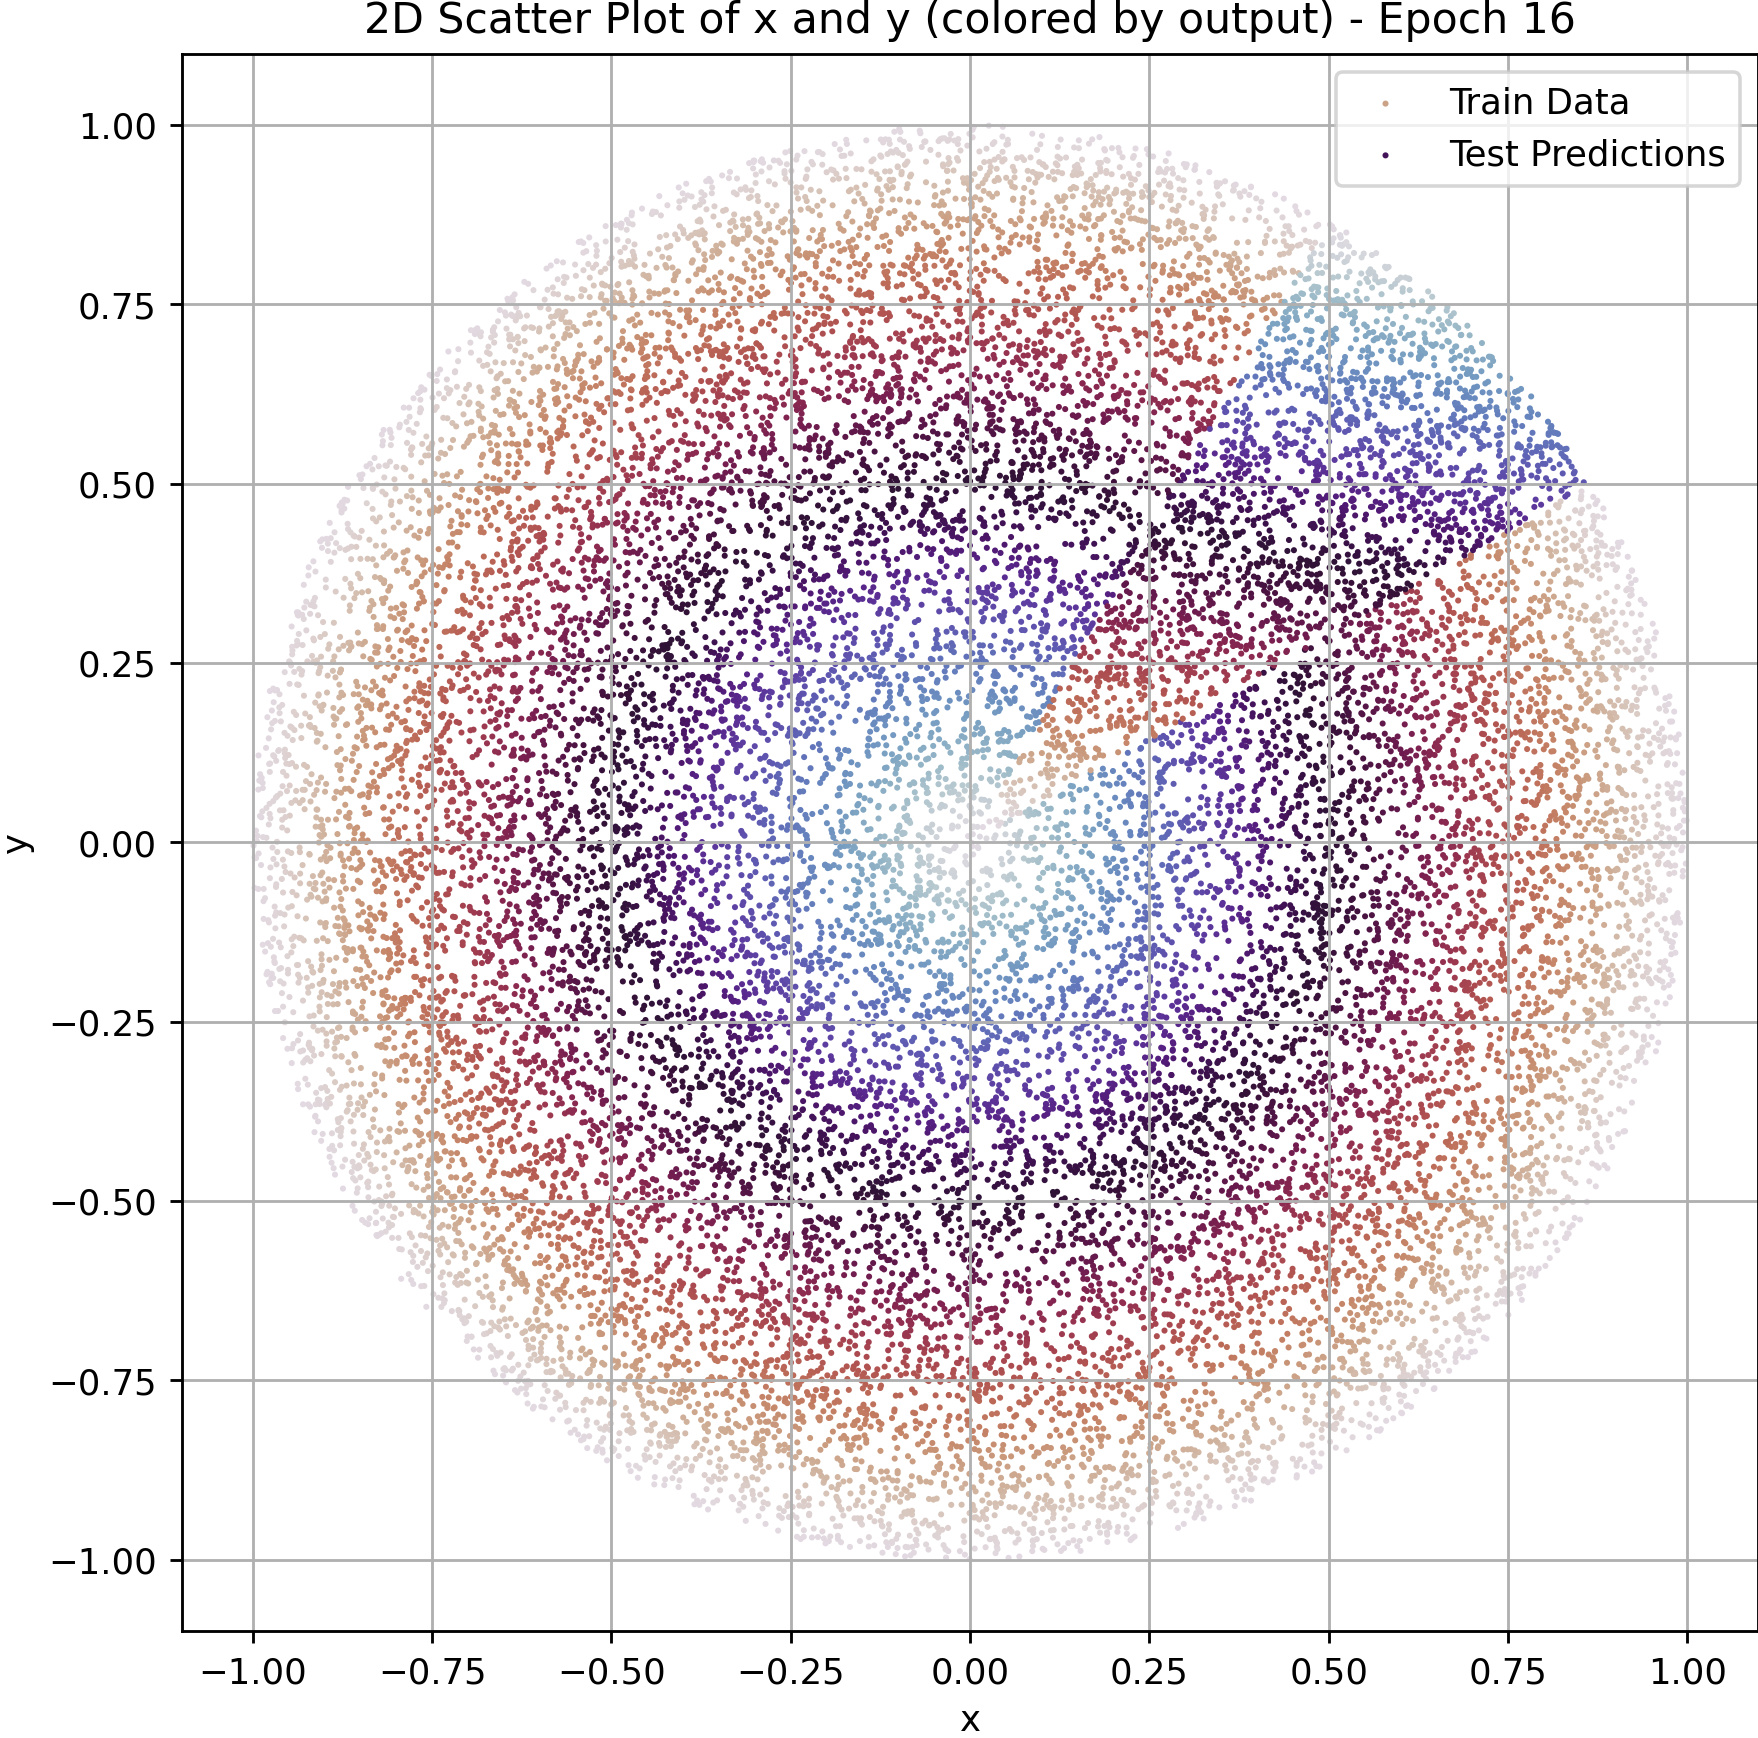 2D Scatter Plot of x and y (colored by output) - Epoch 16
Train Data
Test Predictions
1.00
0.75
0.50
0.25
0.00
−0.25
−0.50
−0.75
−1.00
y
−1.00 −0.75 −0.50 −0.25 0.00 0.25 0.50 0.75 1.00
x